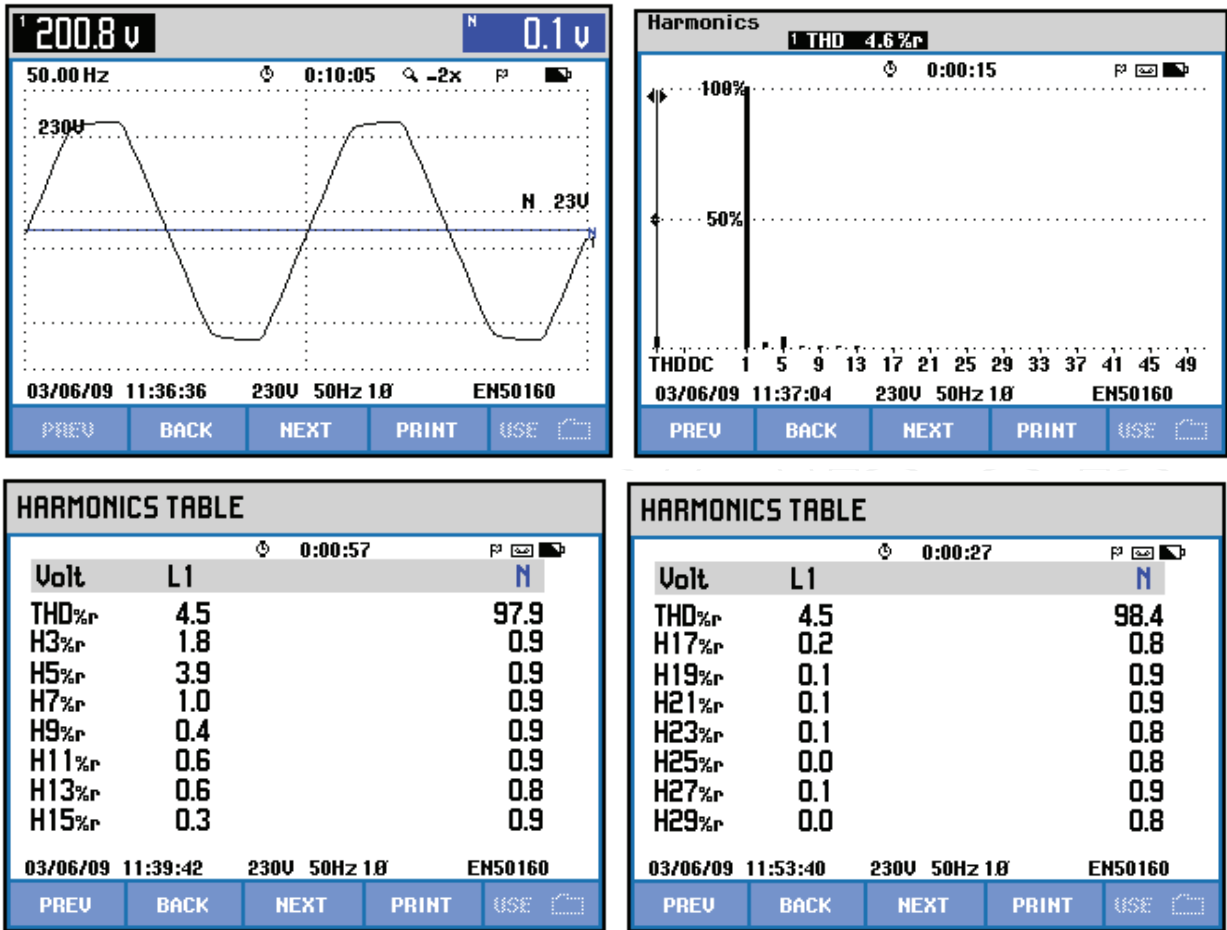 1 200.8 V N 0.1 V
50.00 Hz 0:10:05 -2x
230V
N 23V
N
1
03/06/09 11:36:36 230V 50Hz 1Ø EN50160
PREV BACK NEXT PRINT USE
Harmonics
1 THD 4.6 %r
0:00:15
100%
50%
THD DC 1 5 9 13 17 21 25 29 33 37 41 45 49
03/06/09 11:37:04 230V 50Hz 1Ø EN50160
PREV BACK NEXT PRINT USE
HARMONICS TABLE
0:00:57
Volt L1 N
THD%r 4.5 97.9
H3%r 1.8 0.9
H5%r 3.9 0.9
H7%r 1.0 0.9
H9%r 0.4 0.9
H11%r 0.6 0.9
H13%r 0.6 0.8
H15%r 0.3 0.9
03/06/09 11:39:42 230V 50Hz 1Ø EN50160
PREV BACK NEXT PRINT USE
HARMONICS TABLE
0:00:27
Volt L1 N
THD%r 4.5 98.4
H17%r 0.2 0.8
H19%r 0.1 0.9
H21%r 0.1 0.9
H23%r 0.1 0.8
H25%r 0.0 0.8
H27%r 0.1 0.9
H29%r 0.0 0.8
03/06/09 11:53:40 230V 50Hz 1Ø EN50160
PREV BACK NEXT PRINT USE